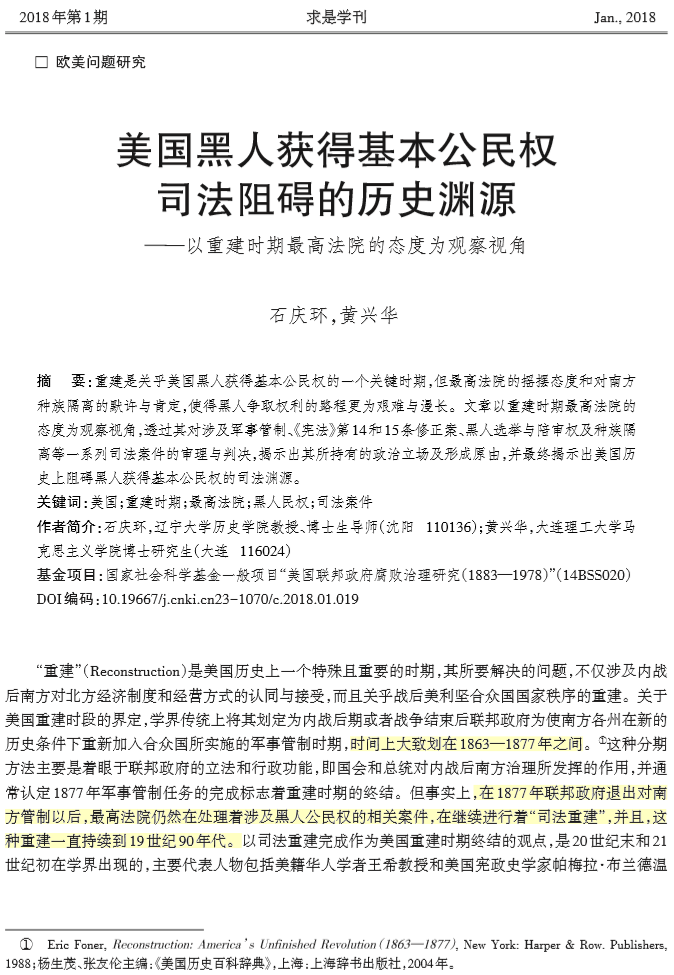 2018年第1期 求是学刊 Jan., 2018
□ 欧美问题研究
美国黑人获得基本公民权
司法阻碍的历史渊源
——以重建时期最高法院的态度为观察视角
石庆环，黄兴华
摘 要：重建是关乎美国黑人获得基本公民权的一个关键时期，但最高法院的摇摆态度和对南方
种族隔离的默许与肯定，使得黑人争取权利的路程更为艰难与漫长。文章以重建时期最高法院的
态度为观察视角，透过其对涉及军事管制、《宪法》第14和15条修正案、黑人选举与陪审权及种族隔
离等一系列司法案件的审理与判决，揭示出其所持有的政治立场及形成原由，并最终揭示出美国历
史上阻碍黑人获得基本公民权的司法渊源。
关键词：美国；重建时期；最高法院；黑人民权；司法案件
作者简介：石庆环，辽宁大学历史学院教授、博士生导师（沈阳 110136）；黄兴华，大连理工大学马
克思主义学院博士研究生（大连 116024）
基金项目：国家社会科学基金一般项目“美国联邦政府腐败治理研究（1883—1978）”（14BSS020）
DOI编码：10.19667/j.cnki.cn23-1070/c.2018.01.019
“重建”（Reconstruction）是美国历史上一个特殊且重要的时期，其所要解决的问题，不仅涉及内战
后南方对北方经济制度和经营方式的认同与接受，而且关乎战后美利坚合众国国家秩序的重建。关于
美国重建时段的界定，学界传统上将其划定为内战后期或者战争结束后联邦政府为使南方各州在新的
历史条件下重新加入合众国所实施的军事管制时期，时间上大致划在1863—1877年之间。①这种分期
方法主要是着眼于联邦政府的立法和行政功能，即国会和总统对内战后南方治理所发挥的作用，并通
常认定1877年军事管制任务的完成标志着重建时期的终结。但事实上，在1877年联邦政府退出对南
方管制以后，最高法院仍然在处理着涉及黑人公民权的相关案件，在继续进行着“司法重建”，并且，这
种重建一直持续到19世纪90年代。以司法重建完成作为美国重建时期终结的观点，是20世纪末和21
世纪初在学界出现的，主要代表人物包括美籍华人学者王希教授和美国宪政史学家帕梅拉·布兰德温
① Eric Foner, Reconstruction: America's Unfinished Revolution (1863—1877), New York: Harper & Row. Publishers,
1988；杨生茂、张友伦主编：《美国历史百科辞典》，上海：上海辞书出版社，2004年。